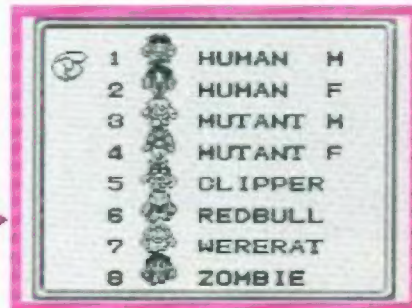 1 HUMAN M
2 HUMAN F
3 MUTANT M
4 MUTANT F
5 CLIPPER
6 REDBULL
7 WERERAT
8 ZOMBIE